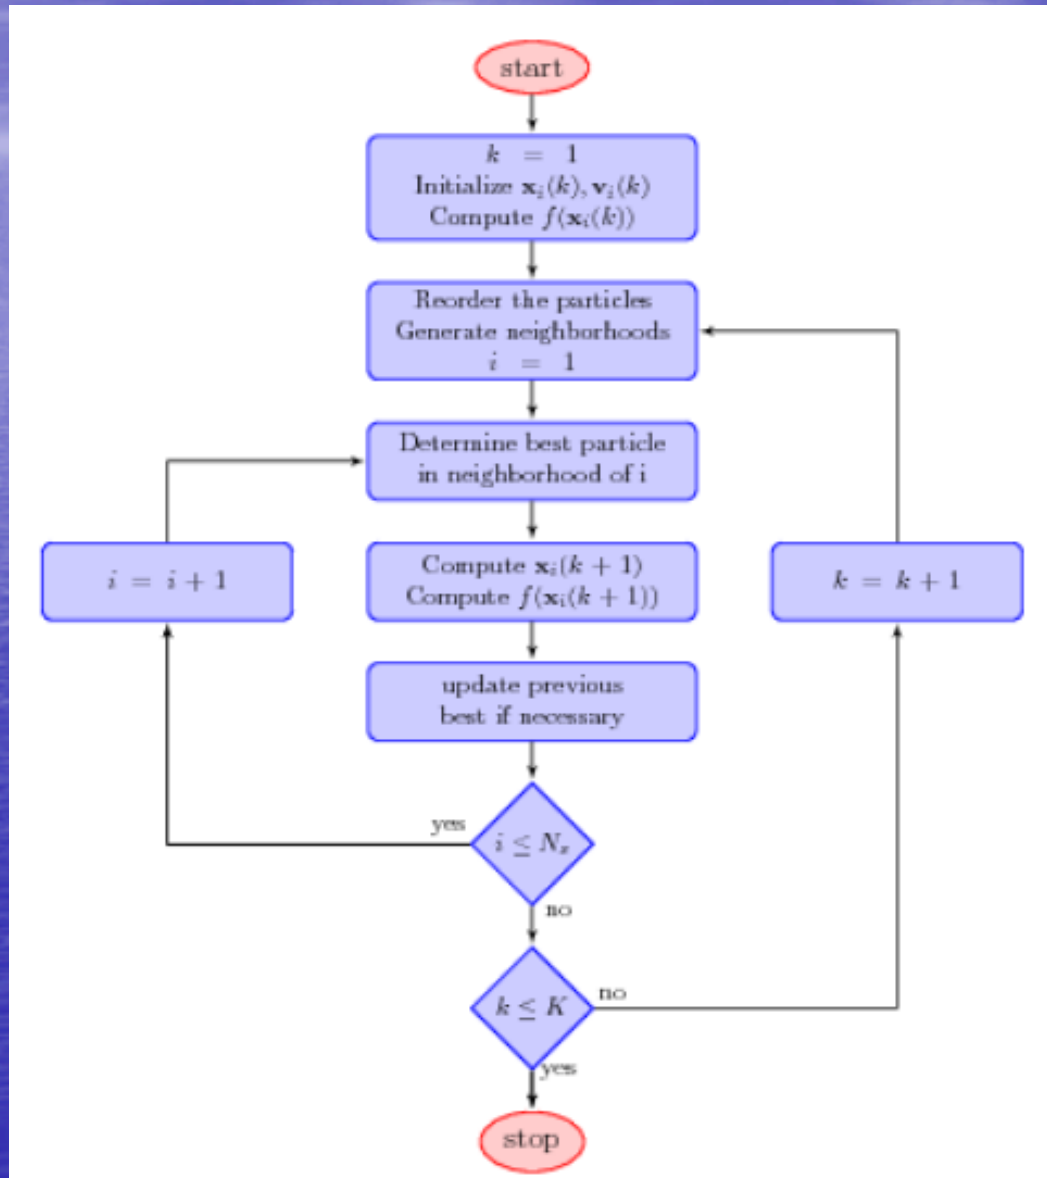 start
k = 1
Initialize x_i(k), v_i(k)
Compute f(x_i(k))
Reorder the particles
Generate neighborhoods
i = 1
Determine best particle
in neighborhood of i
i = i + 1
Compute x_i(k + 1)
Compute f(x_i(k + 1))
k = k + 1
update previous
best if necessary
yes
i ≤ N_x
no
k ≤ K
no
yes
stop